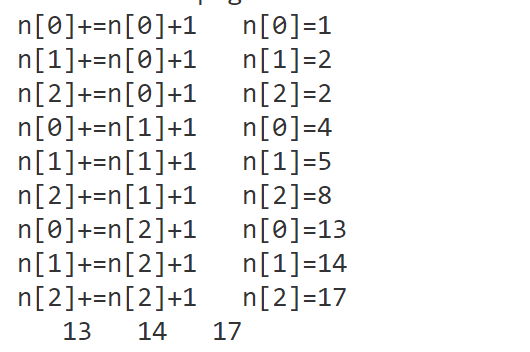 n[0]+=n[0]+1   n[0]=1
n[1]+=n[0]+1   n[1]=2
n[2]+=n[0]+1   n[2]=2
n[0]+=n[1]+1   n[0]=4
n[1]+=n[1]+1   n[1]=5
n[2]+=n[1]+1   n[2]=8
n[0]+=n[2]+1   n[0]=13
n[1]+=n[2]+1   n[1]=14
n[2]+=n[2]+1   n[2]=17
   13   14   17